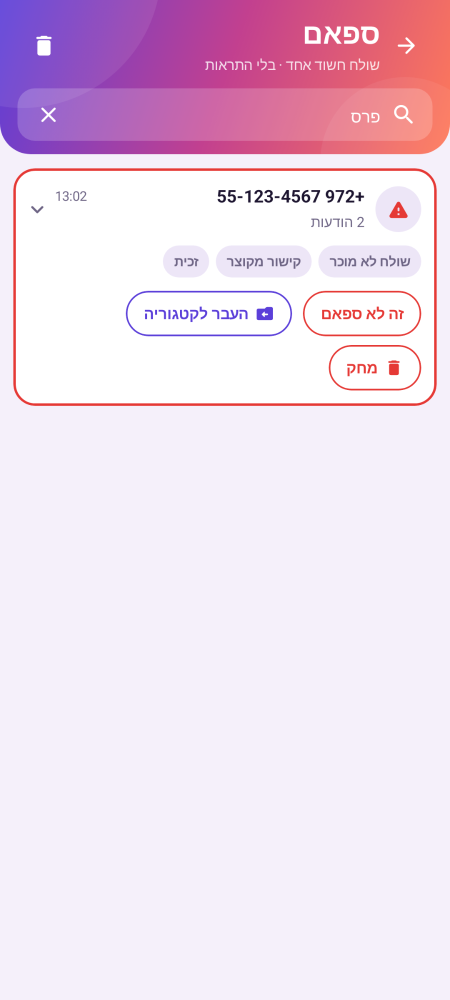 ספאם
שולח חשוד אחד · בלי התראות
פרס
55-123-4567 972+
13:02
2 הודעות
שולח לא מוכר
קישור מקוצר
זכית
זה לא ספאם
העבר לקטגוריה
מחק